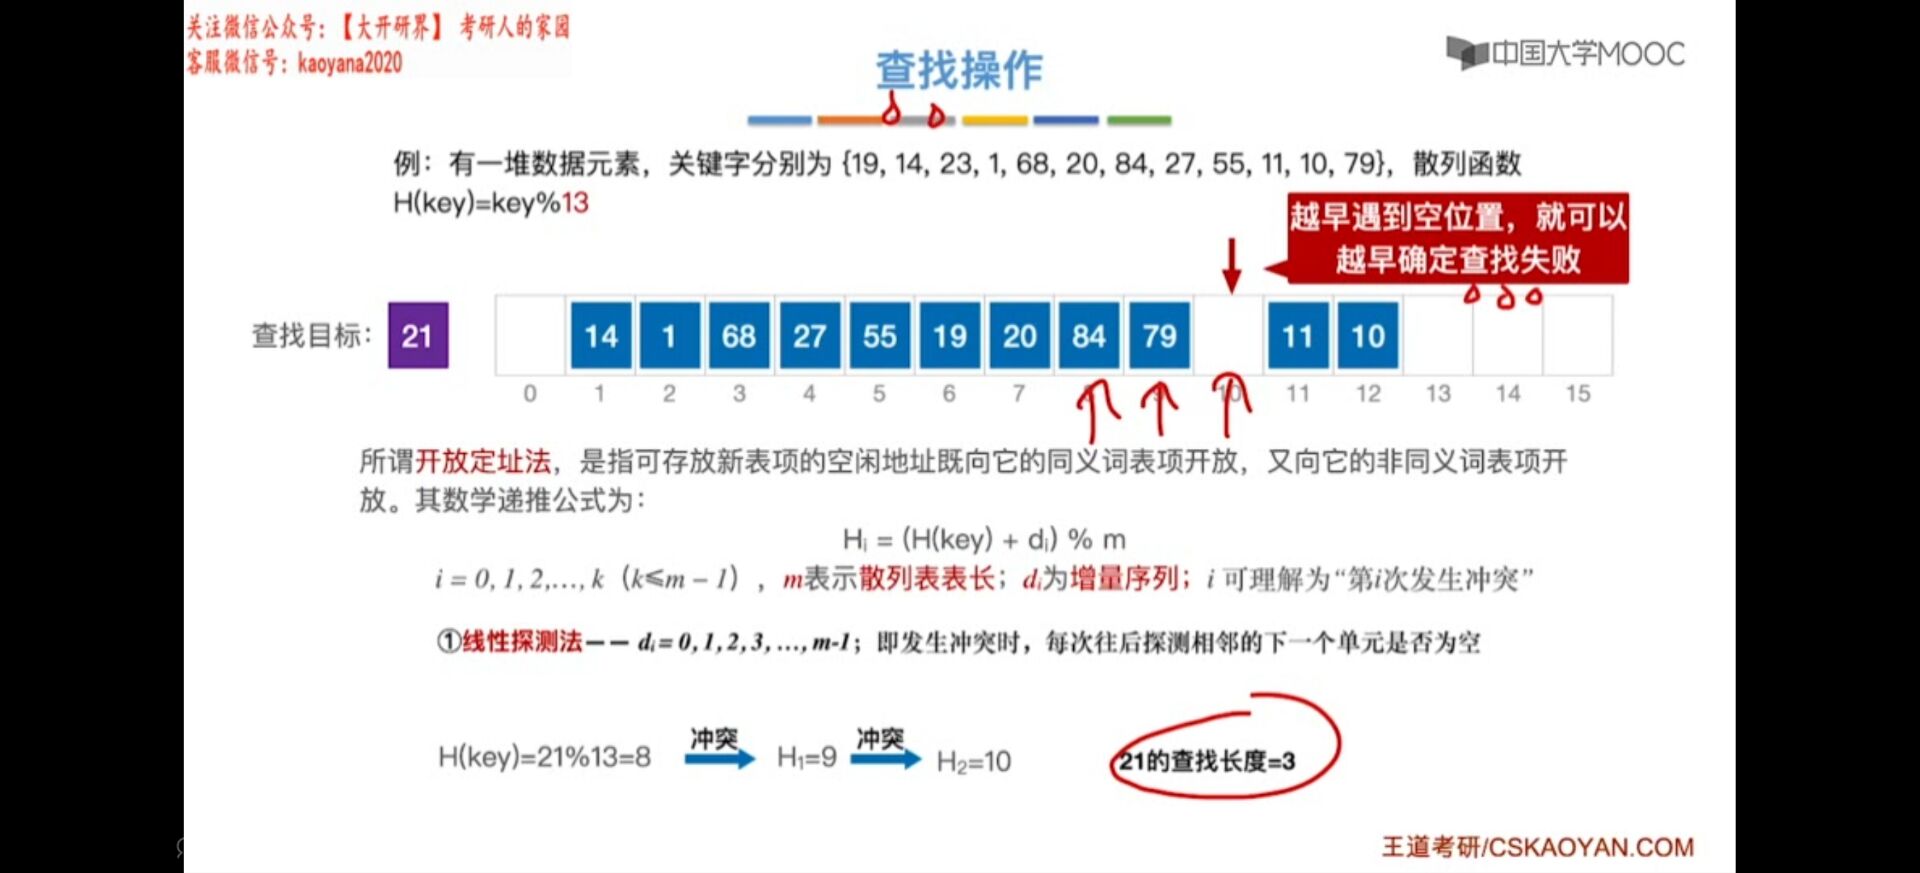 关注微信公众号：【大开研界】 考研人的家园
客服微信号：kaoyana2020
查找操作
中国大学MOOC
例：有一堆数据元素，关键字分别为 {19, 14, 23, 1, 68, 20, 84, 27, 55, 11, 10, 79}，散列函数
H(key)=key%13
越早遇到空位置，就可以
越早确定查找失败
查找目标： 21 14 1 68 27 55 19 20 84 79 11 10
0 1 2 3 4 5 6 7 8 9 10 11 12 13 14 15
所谓开放定址法，是指可存放新表项的空闲地址既向它的同义词表项开放，又向它的非同义词表项开
放。其数学递推公式为：
Hᵢ = (H(key) + dᵢ) % m
i = 0, 1, 2,…, k（k≤m – 1），m表示散列表表长；dᵢ为增量序列；i 可理解为“第i次发生冲突”
①线性探测法—— dᵢ= 0, 1, 2, 3, …, m-1；即发生冲突时，每次往后探测相邻的下一个单元是否为空
H(key)=21%13=8 冲突 H₁=9 冲突 H₂=10 21的查找长度=3
王道考研/CSKAOYAN.COM